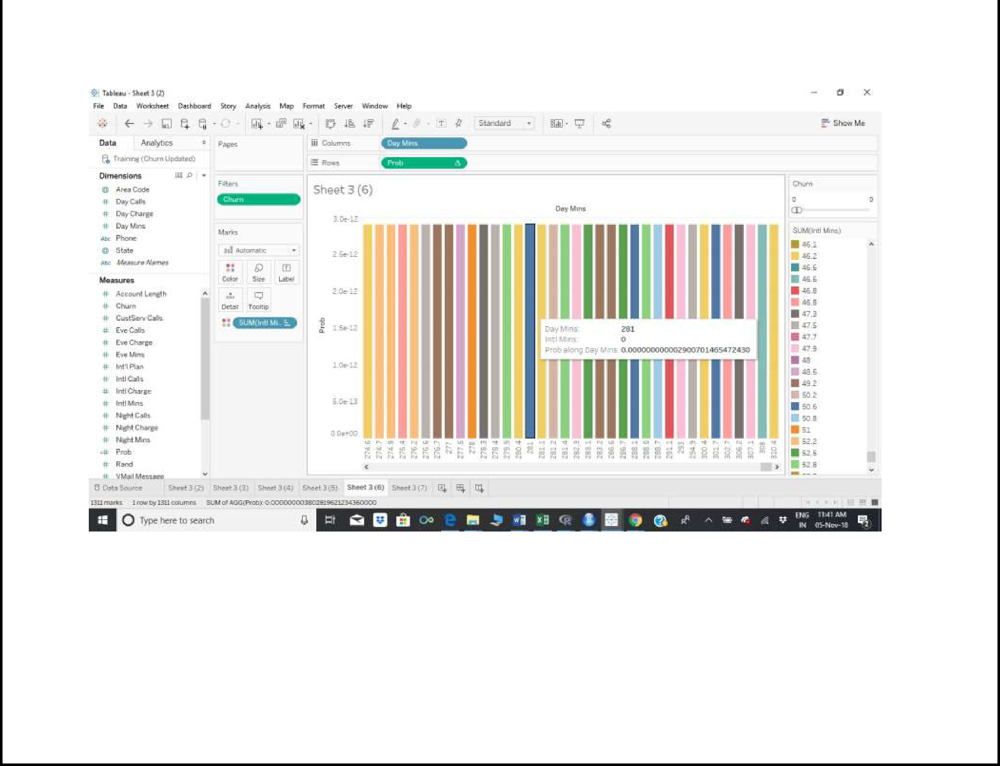 Tableau - Sheet 3 (2)
File Data Worksheet Dashboard Story Analysis Map Format Server Window Help
Standard
Show Me
Data Analytics
Training (Churn Updated)
Dimensions
Area Code
Day Calls
Day Charge
Day Mins
Abc Phone
State
Abc Measure Names
Measures
Account Length
Churn
CustServ Calls
Eve Calls
Eve Charge
Eve Mins
Int'l Plan
Intl Calls
Intl Charge
Intl Mins
Night Calls
Night Charge
Night Mins
Prob
Rand
VMail Message
Pages
Filters
Churn
Marks
Automatic
Color Size Label
Detail Tooltip
SUM(Intl Mi..
Columns Day Mins
Rows Prob
Sheet 3 (6)
Day Mins
Prob
3.0e-12
2.5e-12
2.0e-12
1.5e-12
1.0e-12
5.0e-13
0.0e+00
Day Mins: 281
Intl Mins: 0
Prob along Day Mins: 0.0000000000029007014654724​30
274.6 274.7 274.9 275.4 276.2 276.6 276.7 277 277.5 278 278.3 278.4 279.9 280.4 281 281.1 281.2 281.4 282.3 283.1 283.2 286.6 286.7 288.1 288.5 288.7 291.1 293 294.9 300.4 301.7 302.7 306.2 307.1 308 310.4
Churn
0 0
SUM(Intl Mins)
46.1
46.2
46.6
46.6
46.8
46.8
47.3
47.5
47.7
47.9
48
48.6
49.2
50.2
50.6
50.8
51
52.2
52.5
52.8
Data Source Sheet 3 (2) Sheet 3 (3) Sheet 3 (4) Sheet 3 (5) Sheet 3 (6) Sheet 3 (7)
1311 marks 1 row by 1311 columns SUM of AGG(Prob): 0.0000000038028196212343​60000
Type here to search
ENG 11:41 AM
IN 05-Nov-18
2